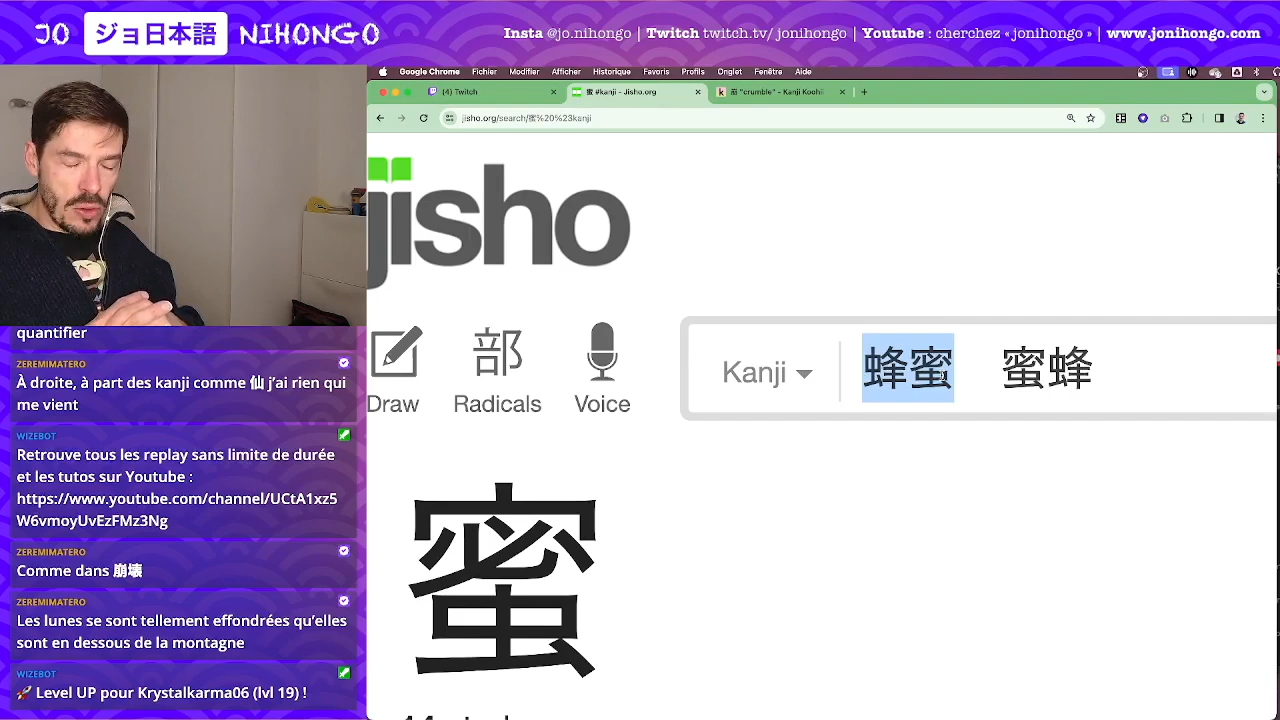 JO ジョ日本語 NIHONGO
Insta @jo.nihongo | Twitch twitch.tv/ jonihongo | Youtube : cherchez « jonihongo » | www.jonihongo.com
Google Chrome Fichier Modifier Afficher Historique Favoris Profils Onglet Fenêtre Aide
(4) Twitch
蜜 #kanji - Jisho.org
"crumble" - Kanji Koohii
jisho.org/search/蜜%20%23kanji
jisho
Draw
部
Radicals
Voice
Kanji
蜂蜜 蜜蜂
蜜
quantifier
ZEREMIMATERO
À droite, à part des kanji comme 仙 j'ai rien qui
me vient
WIZEBOT
Retrouve tous les replay sans limite de durée
et les tutos sur Youtube :
https://www.youtube.com/channel/UCtA1xz5
W6vmoyUvEzFMz3Ng
ZEREMIMATERO
Comme dans 崩壊
ZEREMIMATERO
Les lunes se sont tellement effondrées qu'elles
sont en dessous de la montagne
WIZEBOT
🚀 Level UP pour Krystalkarma06 (lvl 19) !